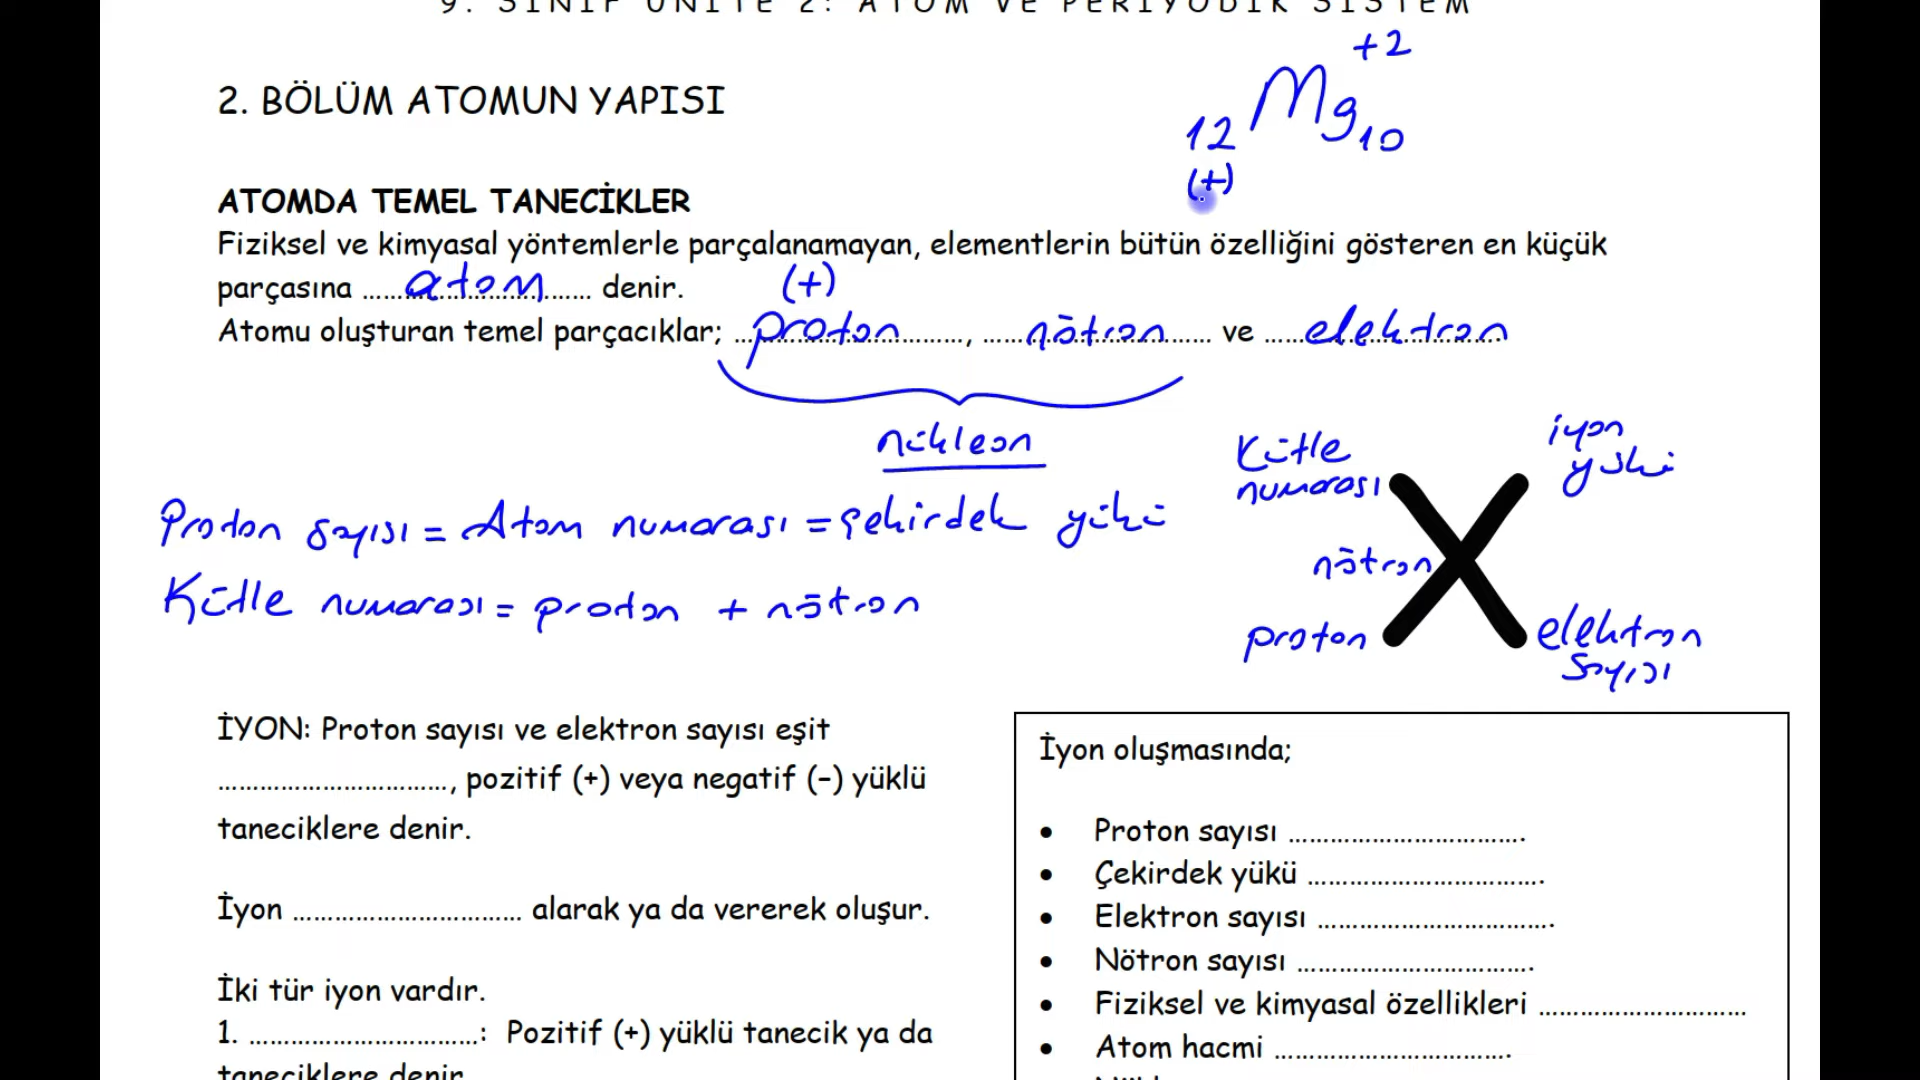 9. SINIF ÜNİTE 2: ATOM VE PERİYODİK SİSTEM
+2
12 Mg 10
(+)
2. BÖLÜM ATOMUN YAPISI
ATOMDA TEMEL TANECİKLER
Fiziksel ve kimyasal yöntemlerle parçalanamayan, elementlerin bütün özelliğini gösteren en küçük
parçasına ......atom...... denir.
(+)
Atomu oluşturan temel parçacıklar; ...proton..., ...nötron... ve ...elektron...
nükleon
Kütle numarası
iyon yükü
nötron
proton
elektron sayısı
Proton sayısı = Atom numarası = Çekirdek yükü
Kütle numarası = proton + nötron
İYON: Proton sayısı ve elektron sayısı eşit
.............................., pozitif (+) veya negatif (-) yüklü
taneciklere denir.
İyon .............................. alarak ya da vererek oluşur.
İki tür iyon vardır.
1. ..............................: Pozitif (+) yüklü tanecik ya da
taneciklere denir
İyon oluşmasında;
• Proton sayısı ...............................
• Çekirdek yükü ...............................
• Elektron sayısı ...............................
• Nötron sayısı ...............................
• Fiziksel ve kimyasal özellikleri ...........................
• Atom hacmi ...............................